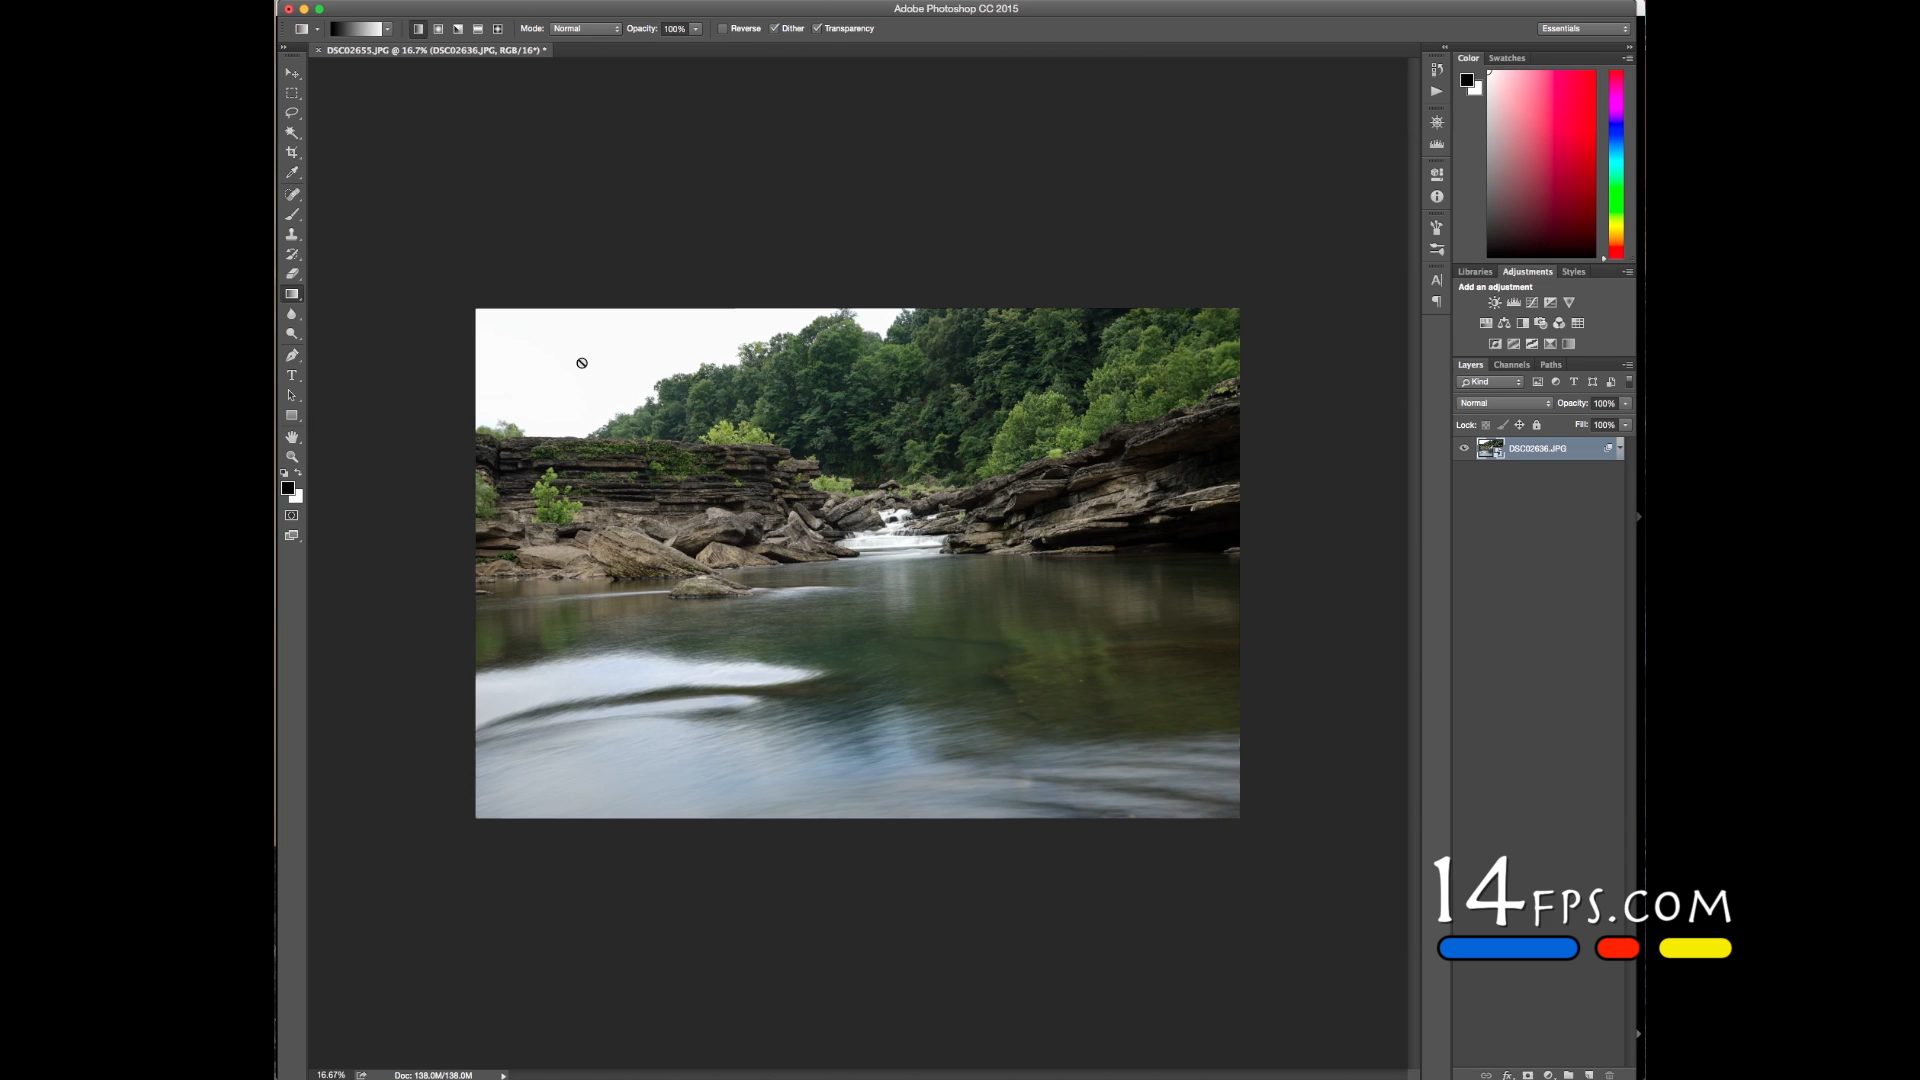 Adobe Photoshop CC 2015
Mode: Normal Opacity: 100% Reverse Dither Transparency Essentials
× DSC02655.JPG @ 16.7% (DSC02636.JPG, RGB/16*) *
Color Swatches
Libraries Adjustments Styles
Add an adjustment
Layers Channels Paths
Kind
Normal Opacity: 100%
Lock: Fill: 100%
DSC02636.JPG
14FPS.COM
16.67% Doc: 138.0M/138.0M